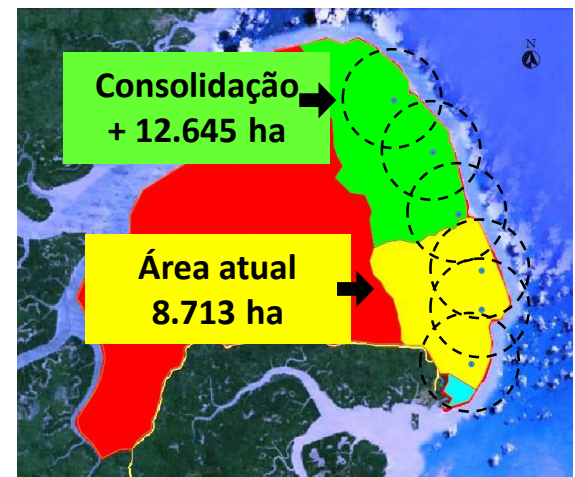 N
Consolidação
+ 12.645 ha
Área atual
8.713 ha